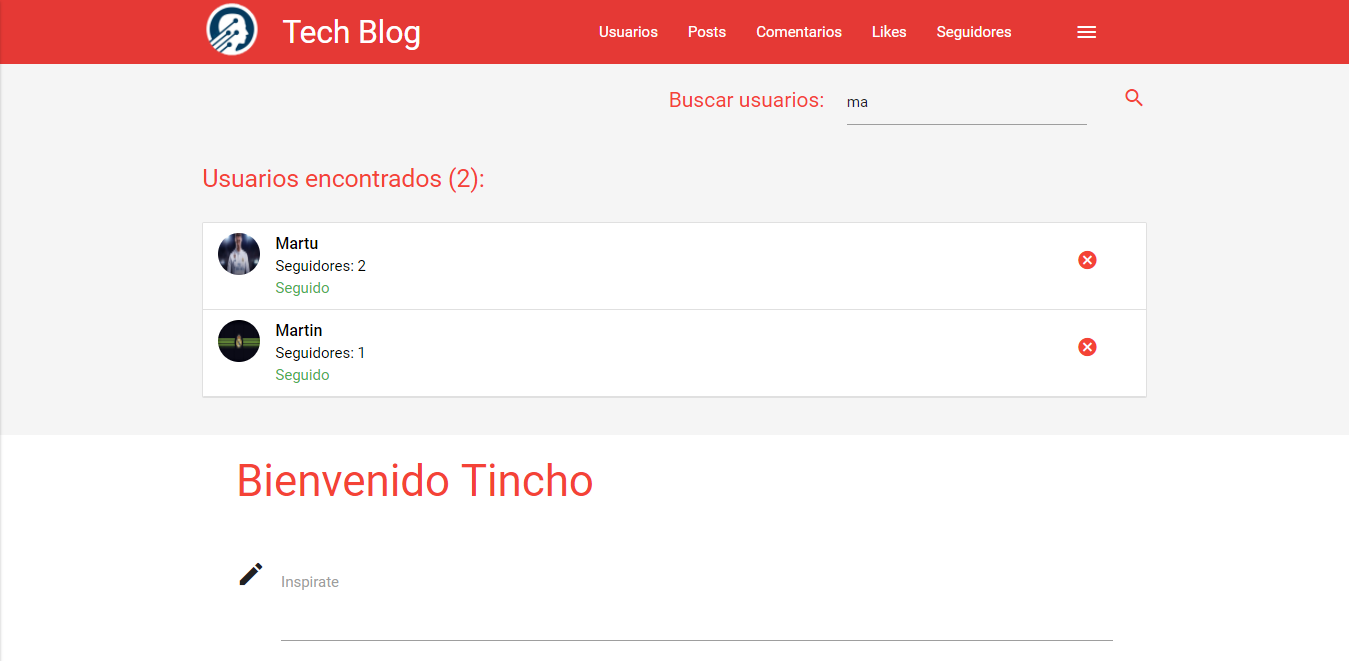 Tech Blog
Usuarios Posts Comentarios Likes Seguidores
Buscar usuarios: ma
Usuarios encontrados (2):
Martu
Seguidores: 2
Seguido
Martin
Seguidores: 1
Seguido
Bienvenido Tincho
Inspirate